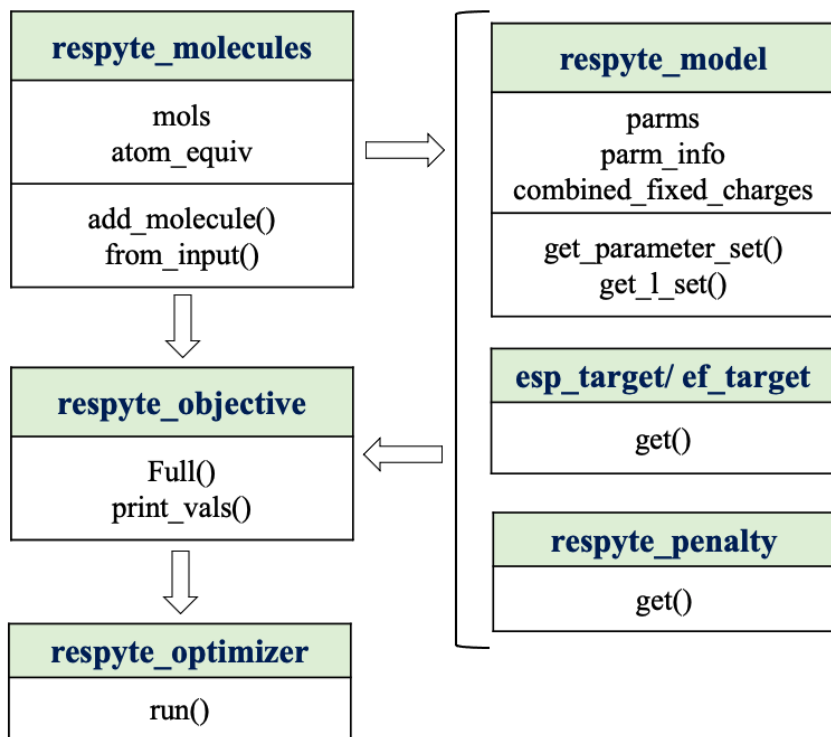 respyte_molecules
mols
atom_equiv
add_molecule()
from_input()
respyte_objective
Full()
print_vals()
respyte_optimizer
run()
respyte_model
parms
parm_info
combined_fixed_charges
get_parameter_set()
get_l_set()
esp_target/ ef_target
get()
respyte_penalty
get()